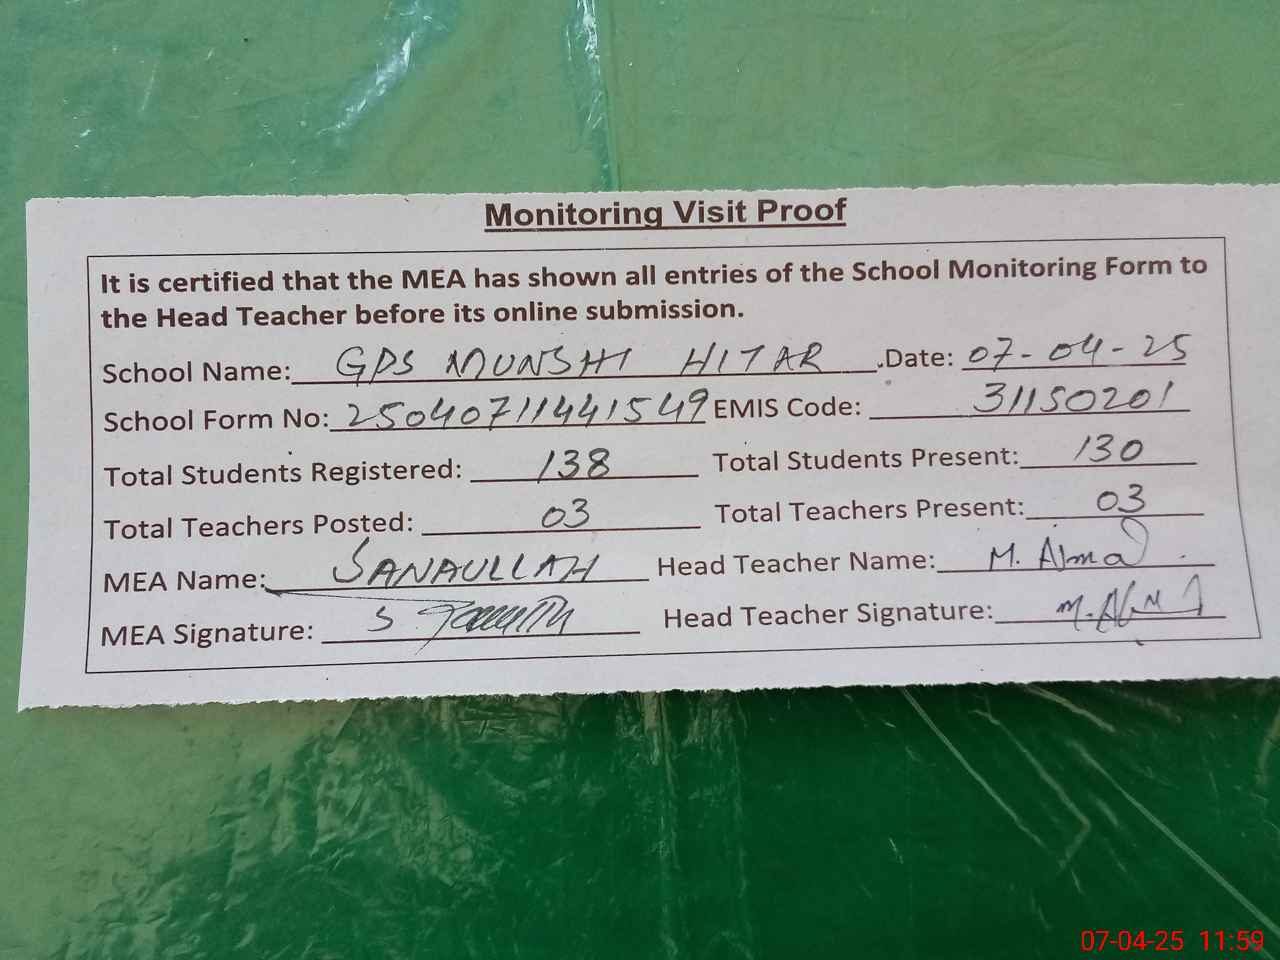 Monitoring Visit Proof
It is certified that the MEA has shown all entries of the School Monitoring Form to
the Head Teacher before its online submission.
School Name: GPS MUNSHI HITAR .Date: 07-04-25
School Form No: 25040711441549 EMIS Code: 31150201
Total Students Registered: 138 Total Students Present: 130
Total Teachers Posted: 03 Total Teachers Present: 03
MEA Name: SANAULLAH Head Teacher Name: M.
MEA Signature: Head Teacher Signature: M.
07-04-25 11:59